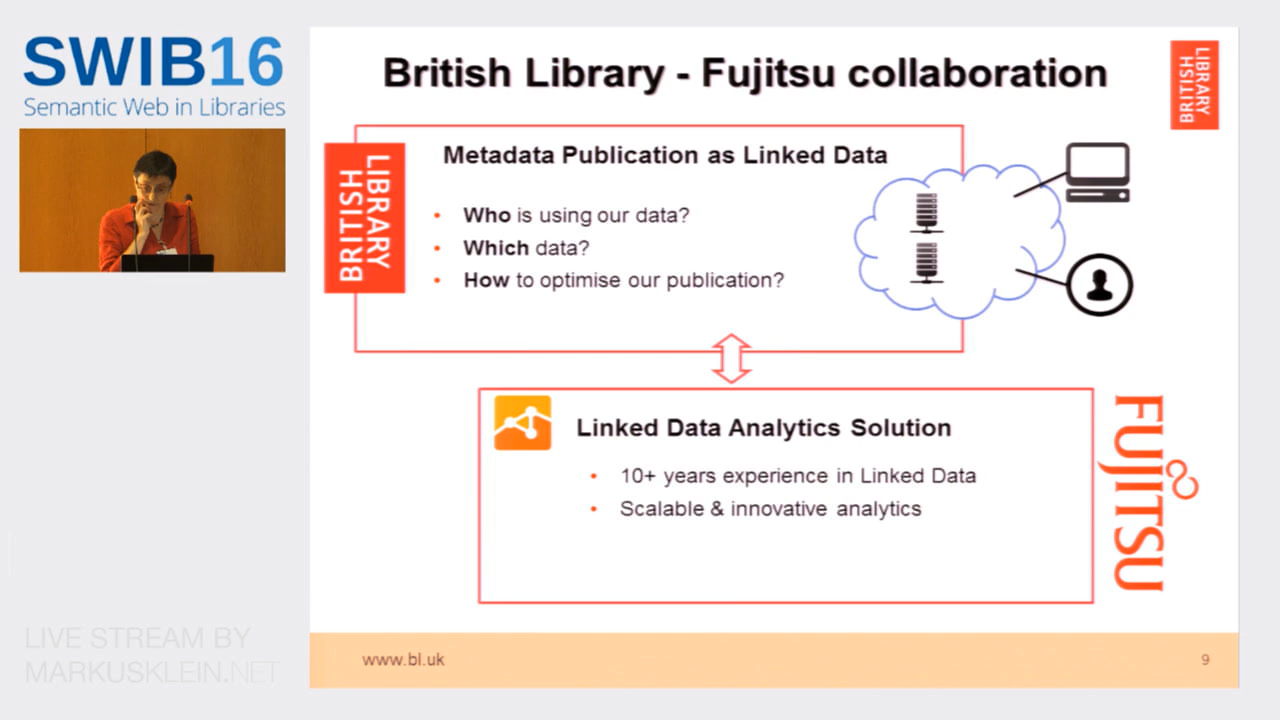 SWIB16
Semantic Web in Libraries
British Library - Fujitsu collaboration
BRITISH
LIBRARY
BRITISH
LIBRARY
Metadata Publication as Linked Data
• Who is using our data?
• Which data?
• How to optimise our publication?
Linked Data Analytics Solution
• 10+ years experience in Linked Data
• Scalable & innovative analytics
FUJITSU
LIVE STREAM BY
MARKUSKLEIN.NET
www.bl.uk
9